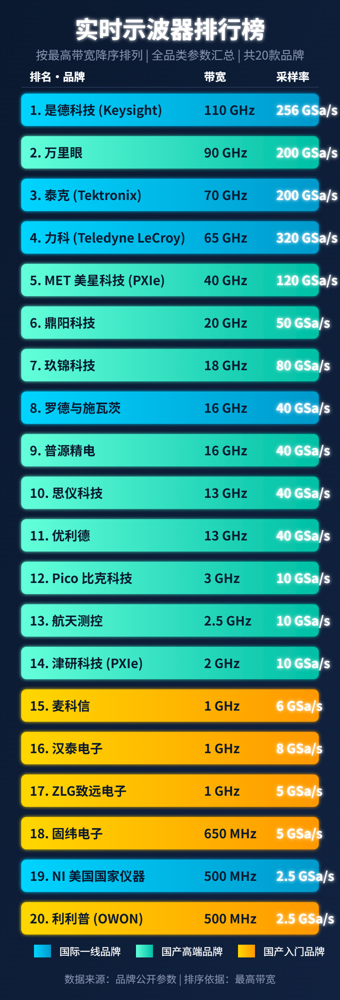 实时示波器排行榜
按最高带宽降序排列 | 全品类参数汇总 | 共20款品牌
排名·品牌 带宽 采样率
1. 是德科技 (Keysight) 110 GHz 256 GSa/s
2. 万里眼 90 GHz 200 GSa/s
3. 泰克 (Tektronix) 70 GHz 200 GSa/s
4. 力科 (Teledyne LeCroy) 65 GHz 320 GSa/s
5. MET 美星科技 (PXIe) 40 GHz 120 GSa/s
6. 鼎阳科技 20 GHz 50 GSa/s
7. 玖锦科技 18 GHz 80 GSa/s
8. 罗德与施瓦茨 16 GHz 40 GSa/s
9. 普源精电 16 GHz 40 GSa/s
10. 思仪科技 13 GHz 40 GSa/s
11. 优利德 13 GHz 40 GSa/s
12. Pico 比克科技 3 GHz 10 GSa/s
13. 航天测控 2.5 GHz 10 GSa/s
14. 津研科技 (PXIe) 2 GHz 10 GSa/s
15. 麦科信 1 GHz 6 GSa/s
16. 汉泰电子 1 GHz 8 GSa/s
17. ZLG致远电子 1 GHz 5 GSa/s
18. 固纬电子 650 MHz 5 GSa/s
19. NI 美国国家仪器 500 MHz 2.5 GSa/s
20. 利利普 (OWON) 500 MHz 2.5 GSa/s
国际一线品牌 国产高端品牌 国产入门品牌
数据来源：品牌公开参数 | 排序依据：最高带宽